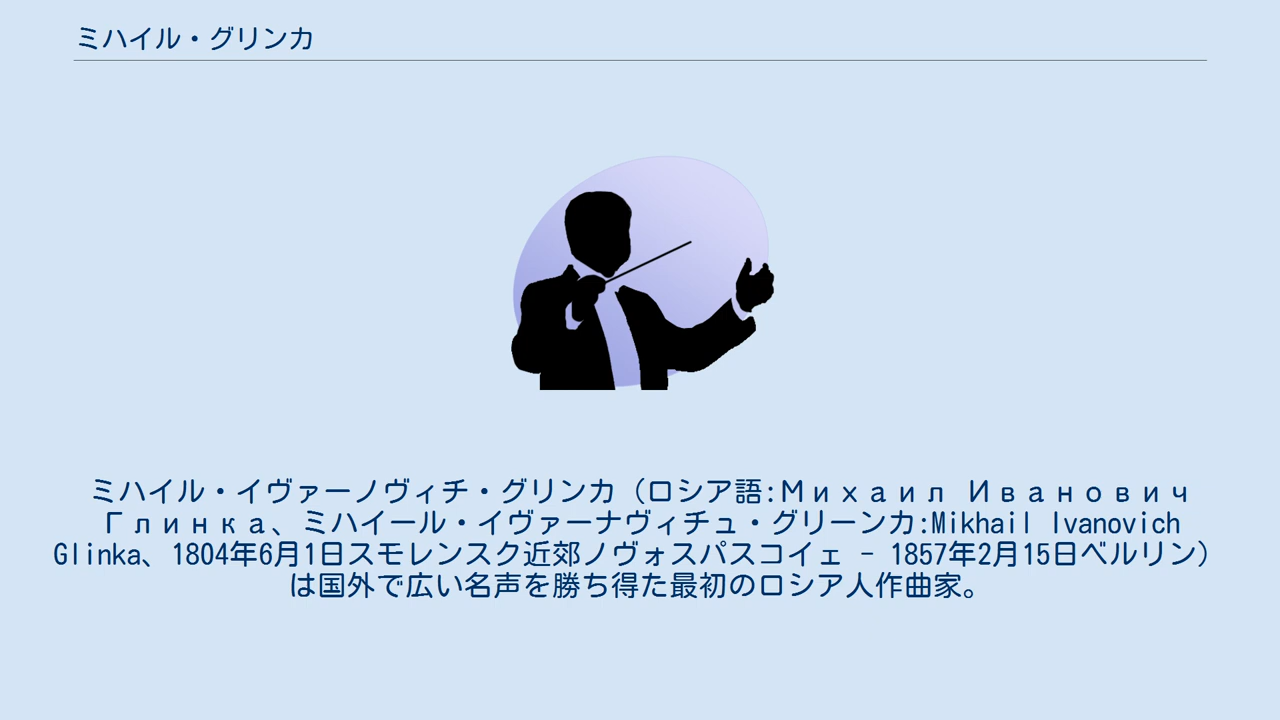 ミハイル・グリンカ
ミハイル・イヴァーノヴィチ・グリンカ（ロシア語:Михаил Иванович
Глинка、ミハイール・イヴァーナヴィチュ・グリーンカ:Mikhail Ivanovich
Glinka、1804年6月1日スモレンスク近郊ノヴォスパスコイェ - 1857年2月15日ベルリン）
は国外で広い名声を勝ち得た最初のロシア人作曲家。